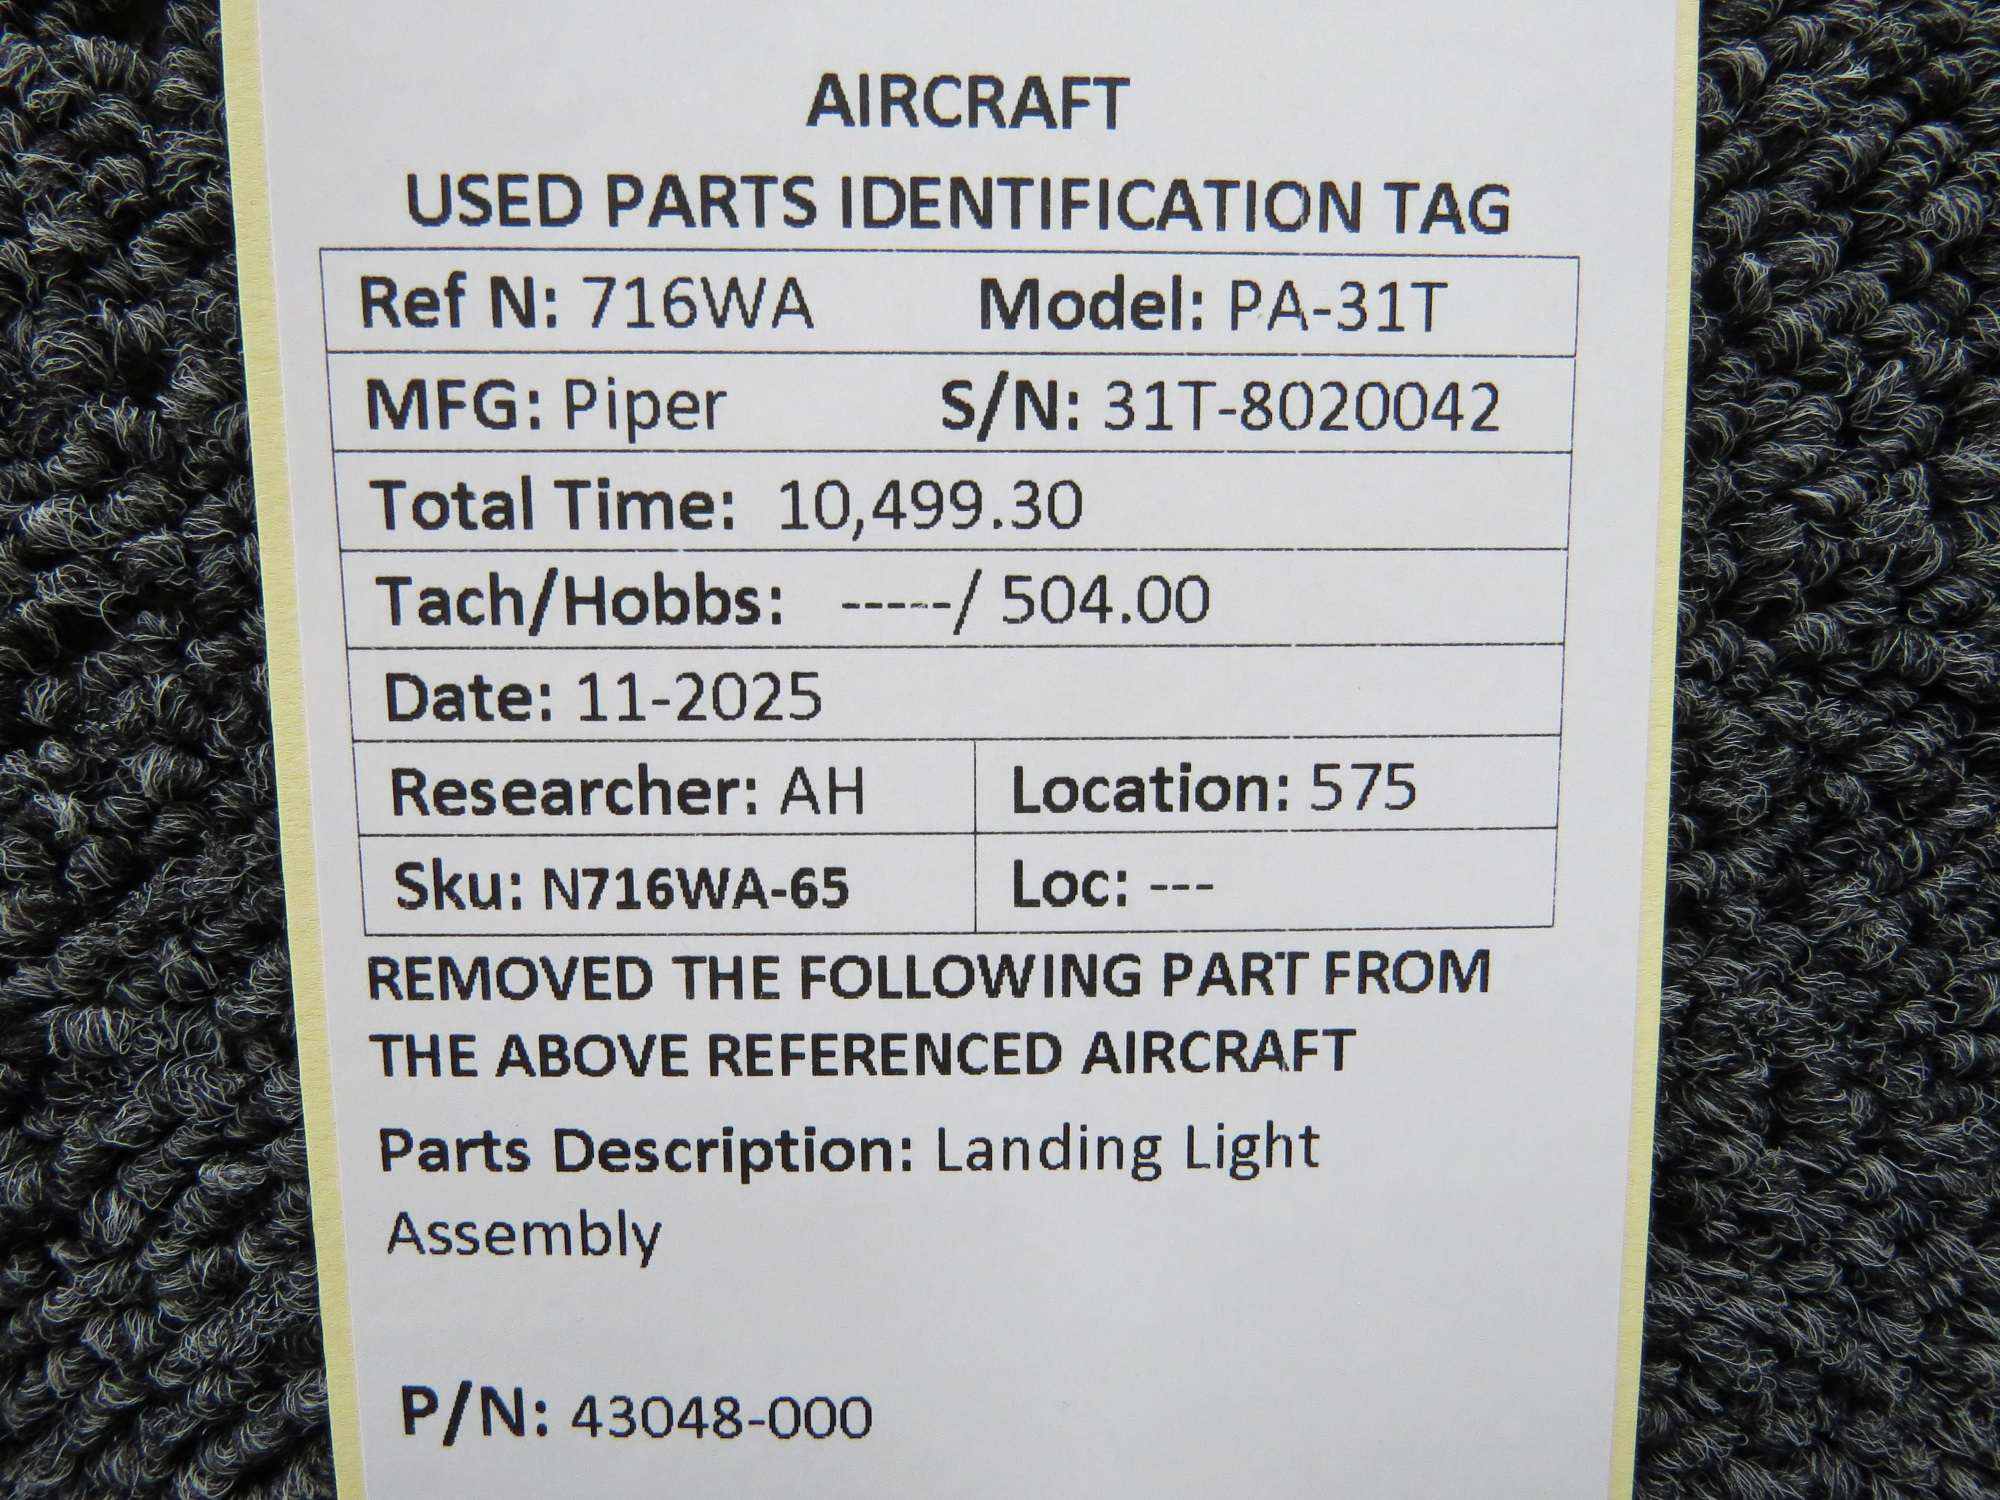 AIRCRAFT
USED PARTS IDENTIFICATION TAG
Ref N: 716WA Model: PA-31T
MFG: Piper S/N: 31T-8020042
Total Time: 10,499.30
Tach/Hobbs: -----/ 504.00
Date: 11-2025
Researcher: AH Location: 575
Sku: N716WA-65 Loc: ---
REMOVED THE FOLLOWING PART FROM
THE ABOVE REFERENCED AIRCRAFT
Parts Description: Landing Light
Assembly
P/N: 43048-000